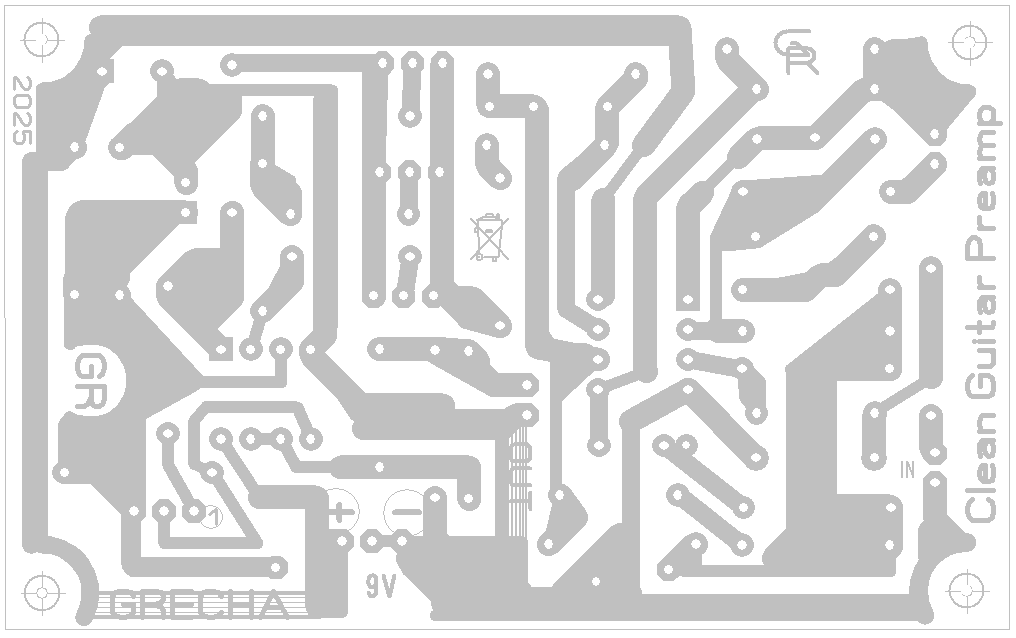 GR
2025
Clean Guitar Preamp
GR
OUT
IN
1
+ −
9V
GRECHA